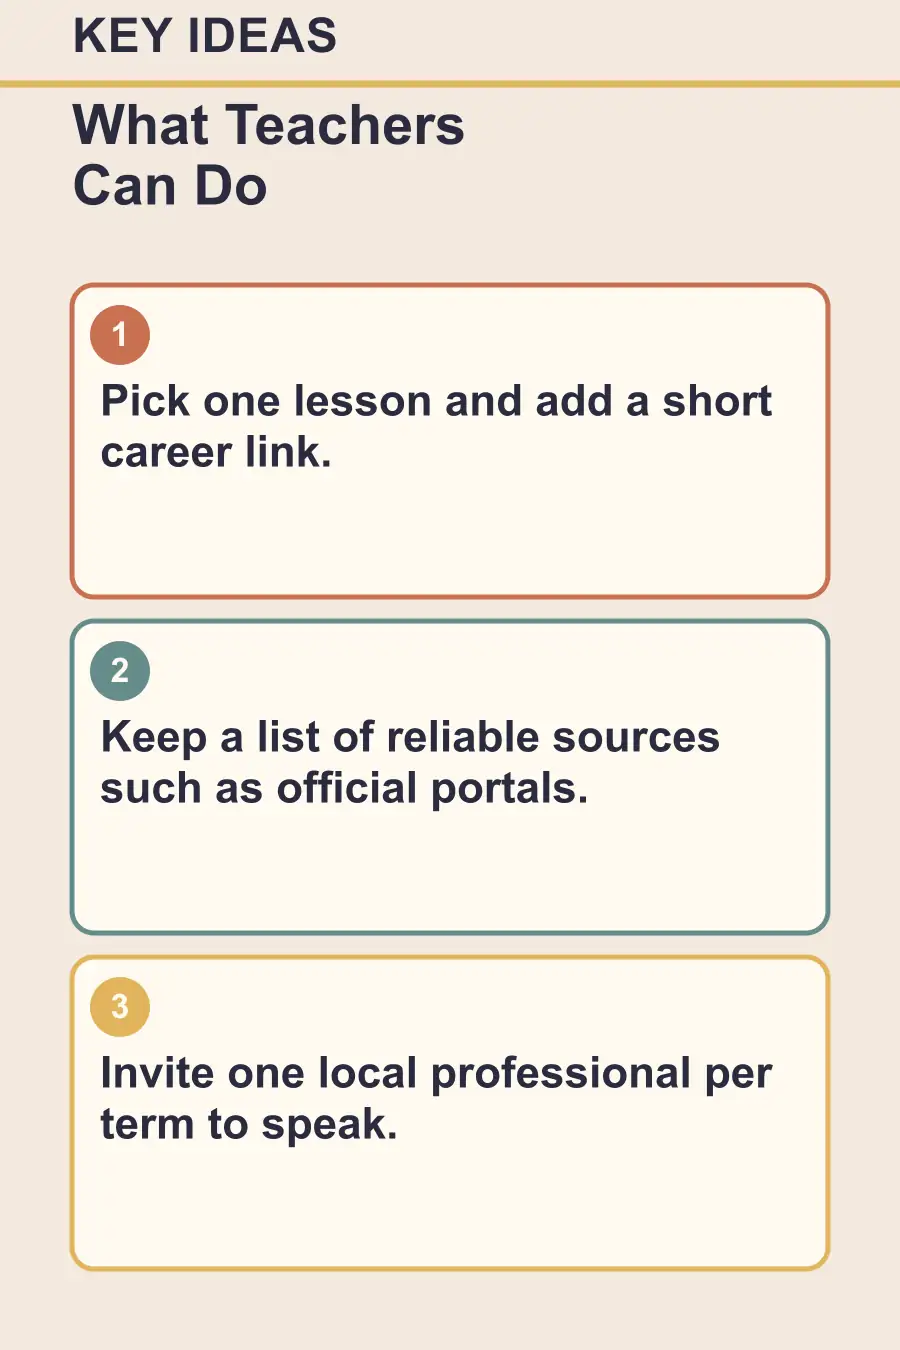 KEY IDEAS
What Teachers
Can Do
1
Pick one lesson and add a short
career link.
2
Keep a list of reliable sources
such as official portals.
3
Invite one local professional per
term to speak.